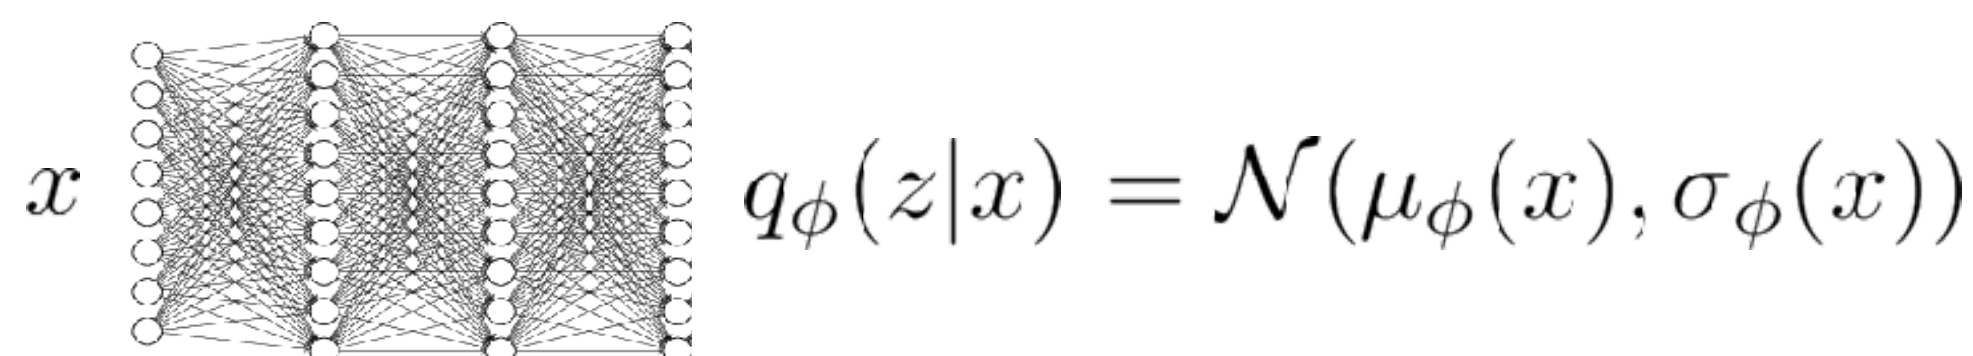 x
q_ϕ(z|x) = 𝒩(μ_ϕ(x), σ_ϕ(x))